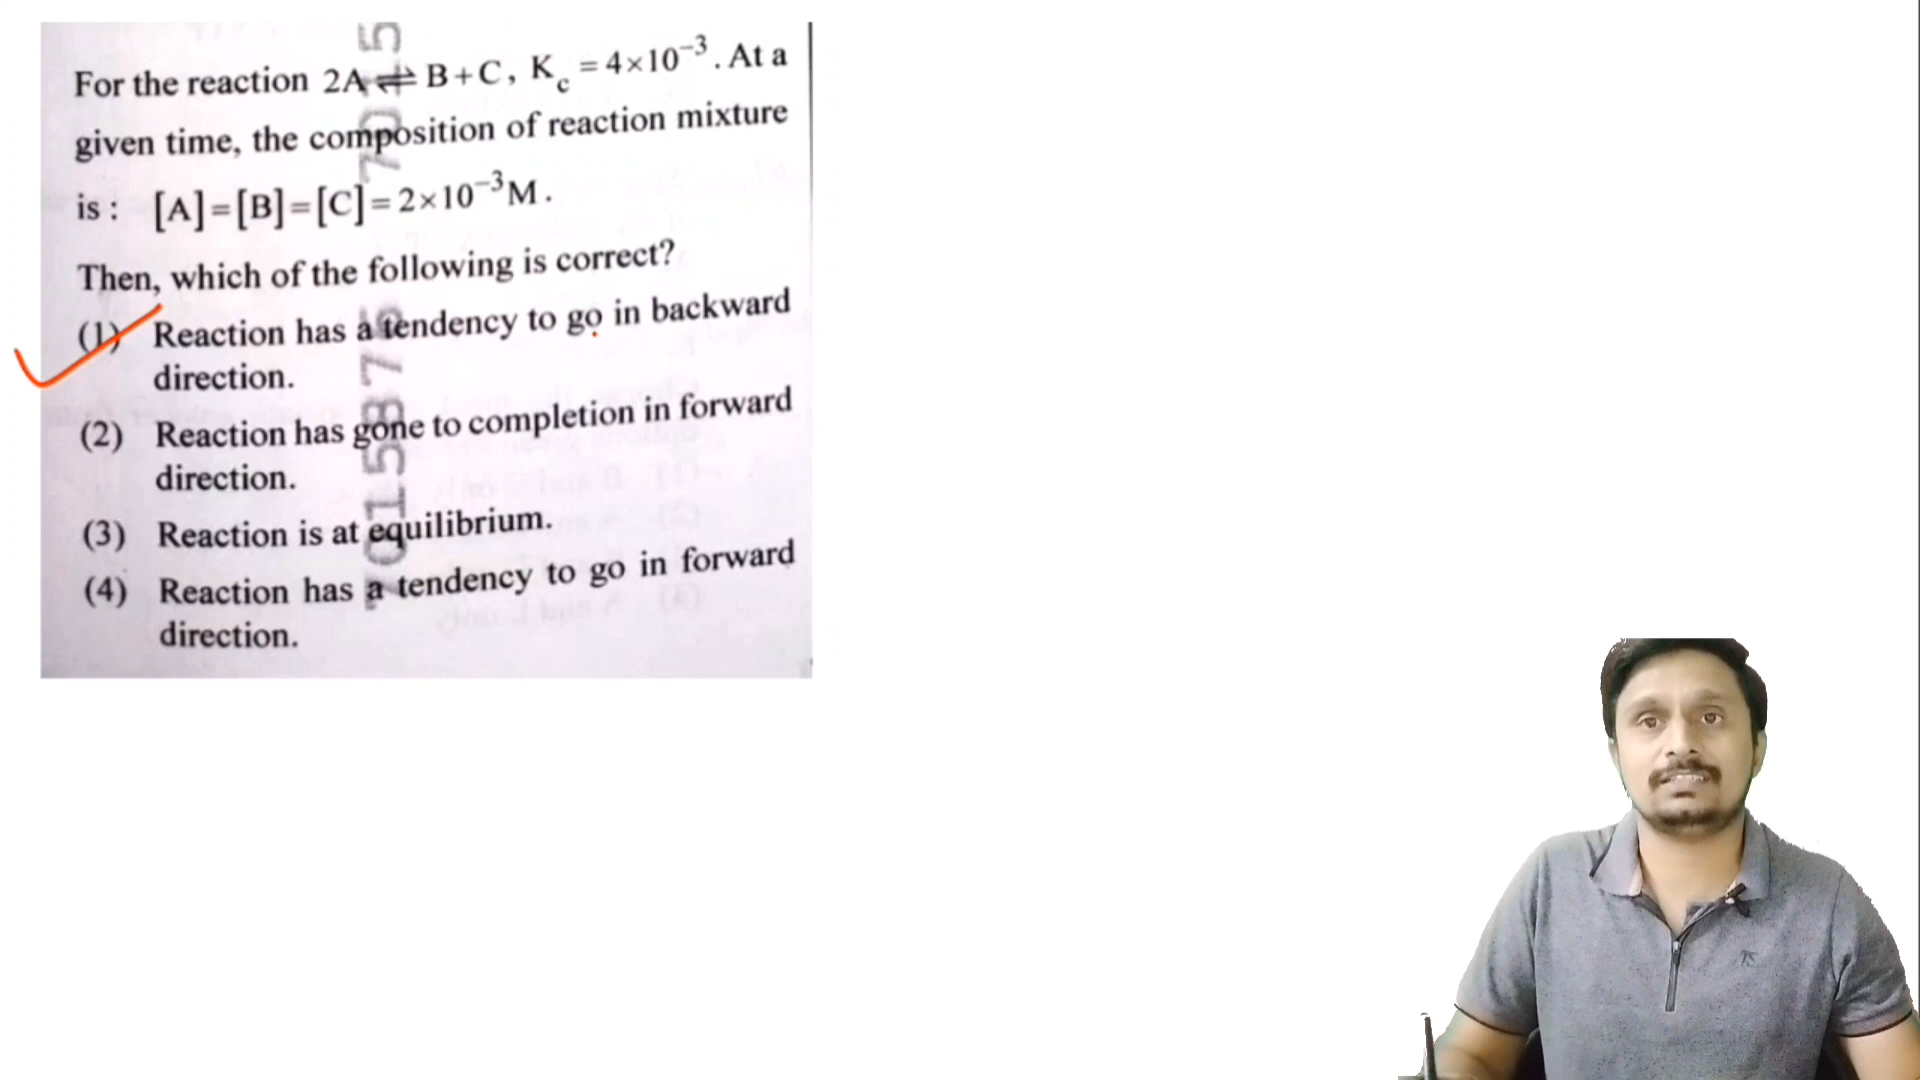 For the reaction 2A ⇌ B + C, K_c = 4×10⁻³. At a
given time, the composition of reaction mixture
is : [A]=[B]=[C]=2×10⁻³M.
Then, which of the following is correct?
(1) Reaction has a tendency to go in backward
direction.
(2) Reaction has gone to completion in forward
direction.
(3) Reaction is at equilibrium.
(4) Reaction has a tendency to go in forward
direction.